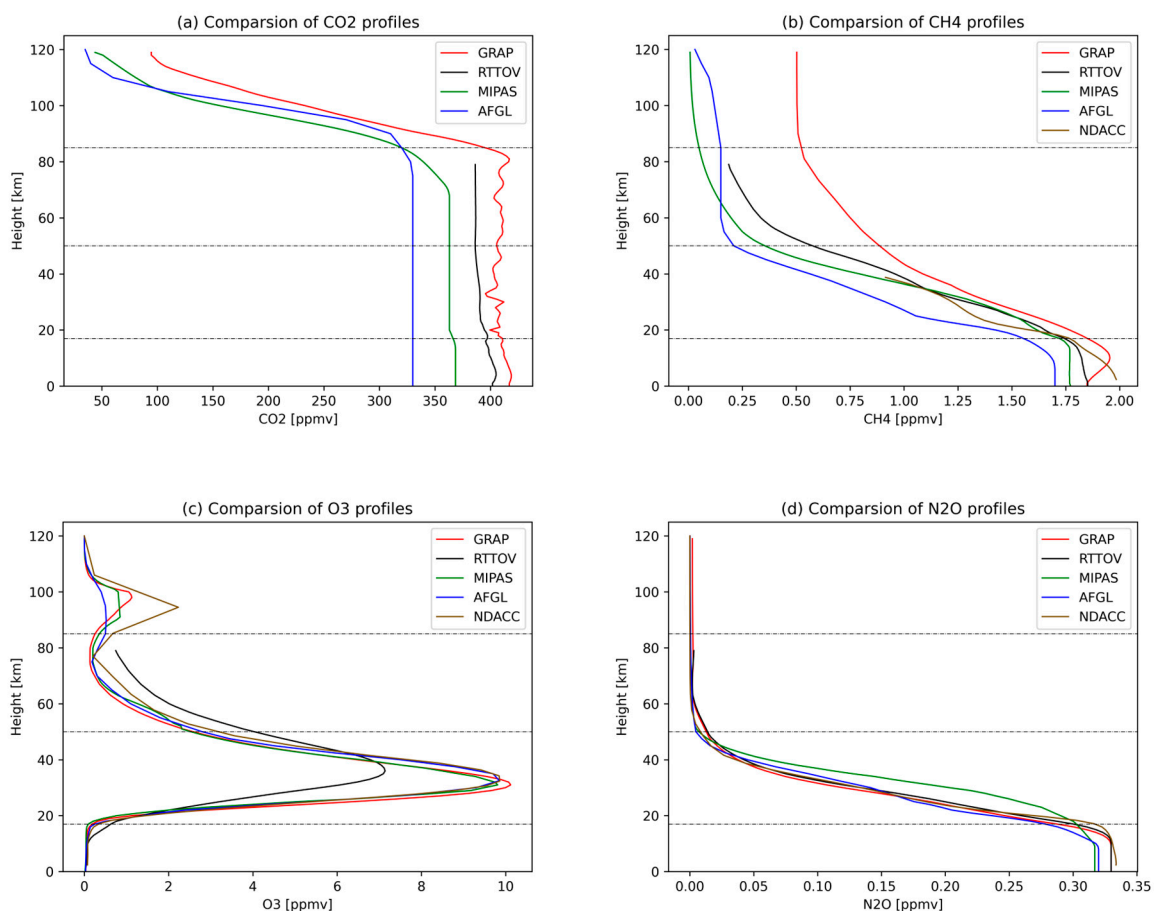 (a) Comparsion of CO2 profiles
120
100
80
60
40
20
0
Height [km]
GRAP
RTTOV
MIPAS
AFGL
50 100 150 200 250 300 350 400
CO2 [ppmv]
(b) Comparsion of CH4 profiles
120
100
80
60
40
20
0
Height [km]
GRAP
RTTOV
MIPAS
AFGL
NDACC
0.00 0.25 0.50 0.75 1.00 1.25 1.50 1.75 2.00
CH4 [ppmv]
(c) Comparsion of O3 profiles
120
100
80
60
40
20
0
Height [km]
GRAP
RTTOV
MIPAS
AFGL
NDACC
0 2 4 6 8 10
O3 [ppmv]
(d) Comparsion of N2O profiles
120
100
80
60
40
20
0
Height [km]
GRAP
RTTOV
MIPAS
AFGL
NDACC
0.00 0.05 0.10 0.15 0.20 0.25 0.30 0.35
N2O [ppmv]